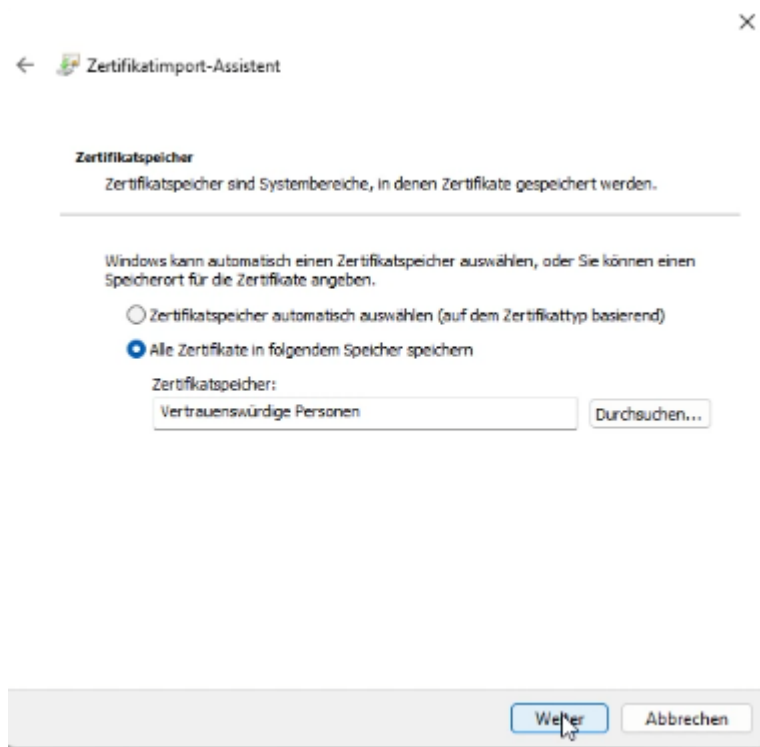 Zertifikatimport-Assistent
Zertifikatspeicher
Zertifikatspeicher sind Systembereiche, in denen Zertifikate gespeichert werden.
Windows kann automatisch einen Zertifikatspeicher auswählen, oder Sie können einen
Speicherort für die Zertifikate angeben.
Zertifikatspeicher automatisch auswählen (auf dem Zertifikattyp basierend)
Alle Zertifikate in folgendem Speicher speichern
Zertifikatspeicher:
Vertrauenswürdige Personen
Durchsuchen...
Weiter
Abbrechen